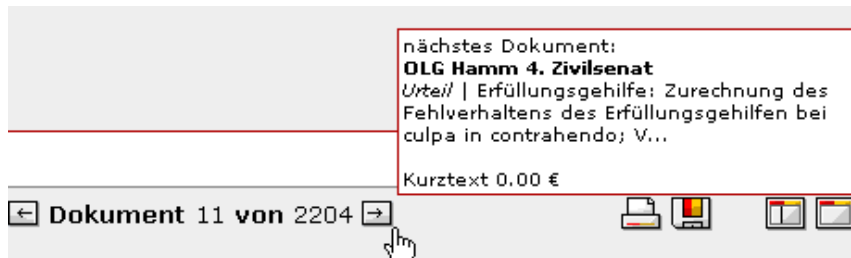 nächstes Dokument:
OLG Hamm 4. Zivilsenat
Urteil | Erfüllungsgehilfe: Zurechnung des
Fehlverhaltens des Erfüllungsgehilfen bei
culpa in contrahendo; V...
Kurztext 0.00 €
Dokument 11 von 2204